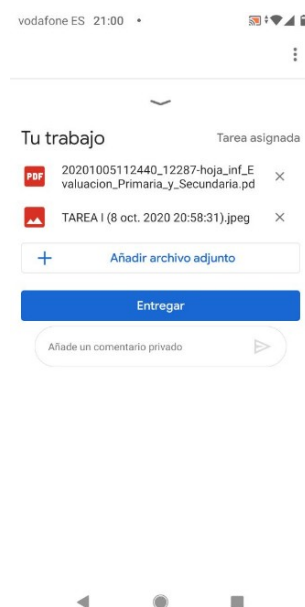 vodafone ES 21:00
Tu trabajo
Tarea asignada
PDF
20201005112440_12287-hoja_inf_E
valuacion_Primaria_y_Secundaria.pd
TAREA I (8 oct. 2020 20:58:31).jpeg
Añadir archivo adjunto
Entregar
Añade un comentario privado